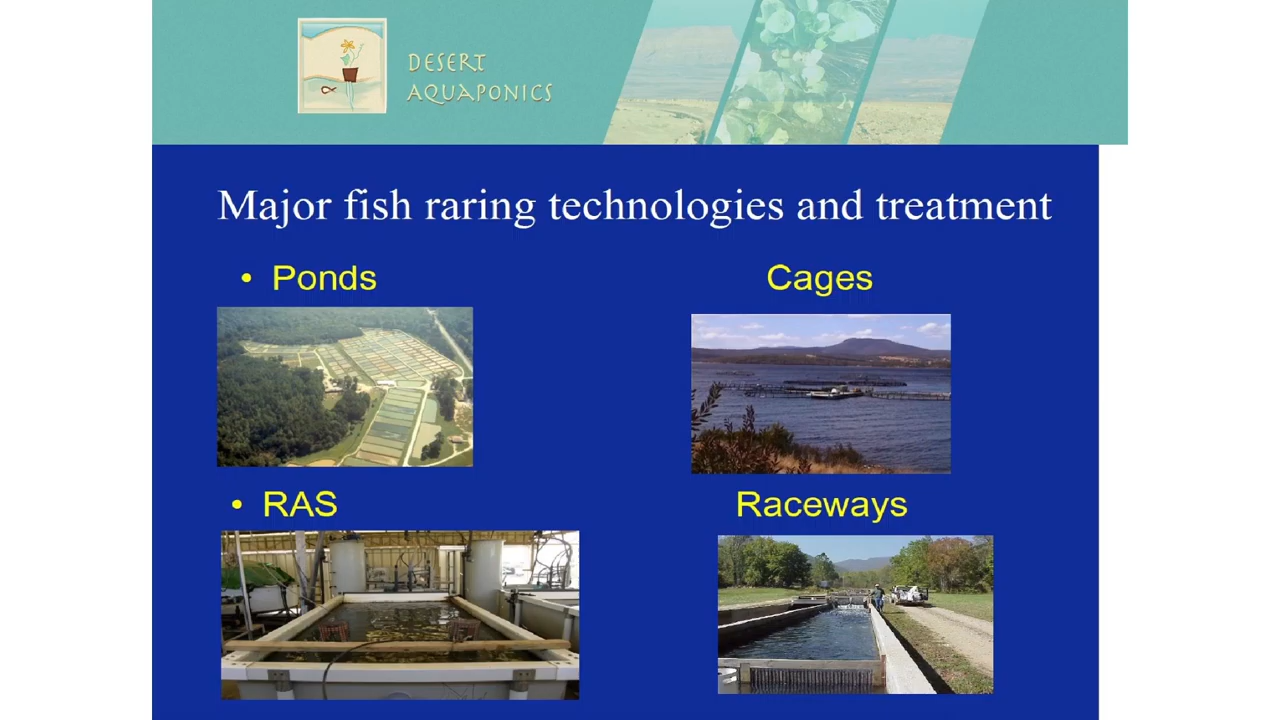 DESERT
AQUAPONICS
Major fish raring technologies and treatment
• Ponds
Cages
• RAS
Raceways